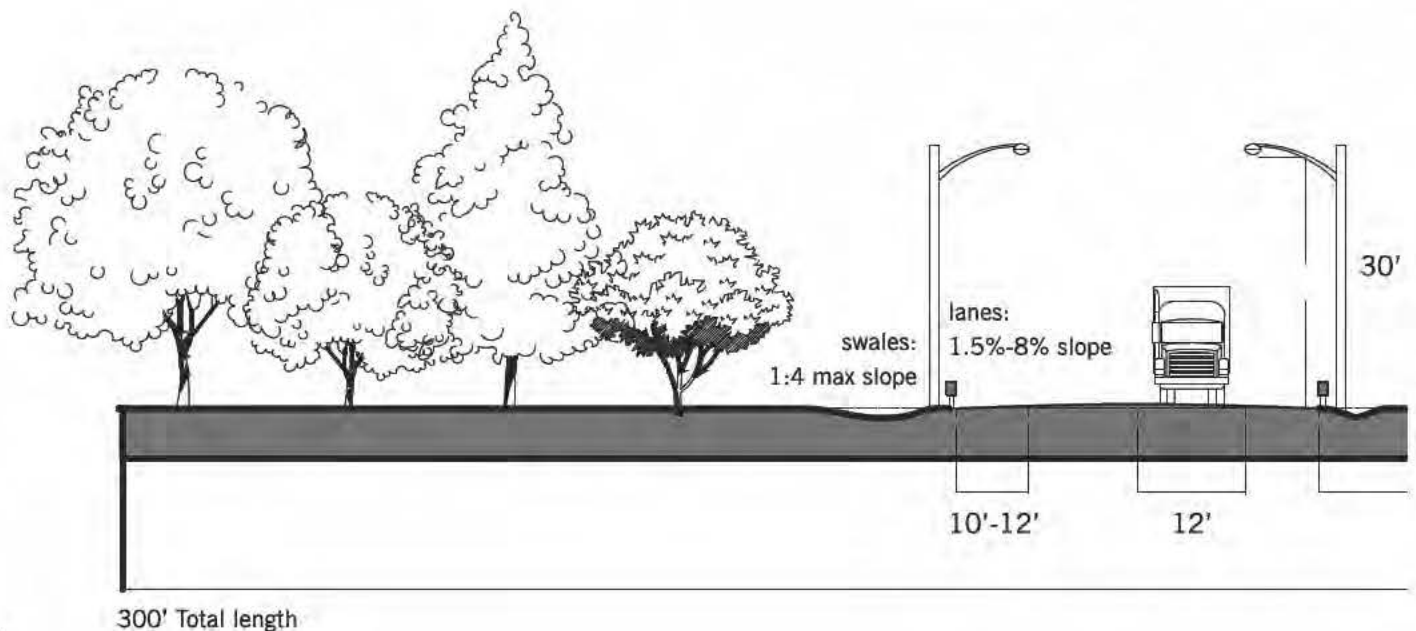 30'
lanes:
swales:
1.5%-8% slope
1:4 max slope
10'-12'
12'
300' Total length